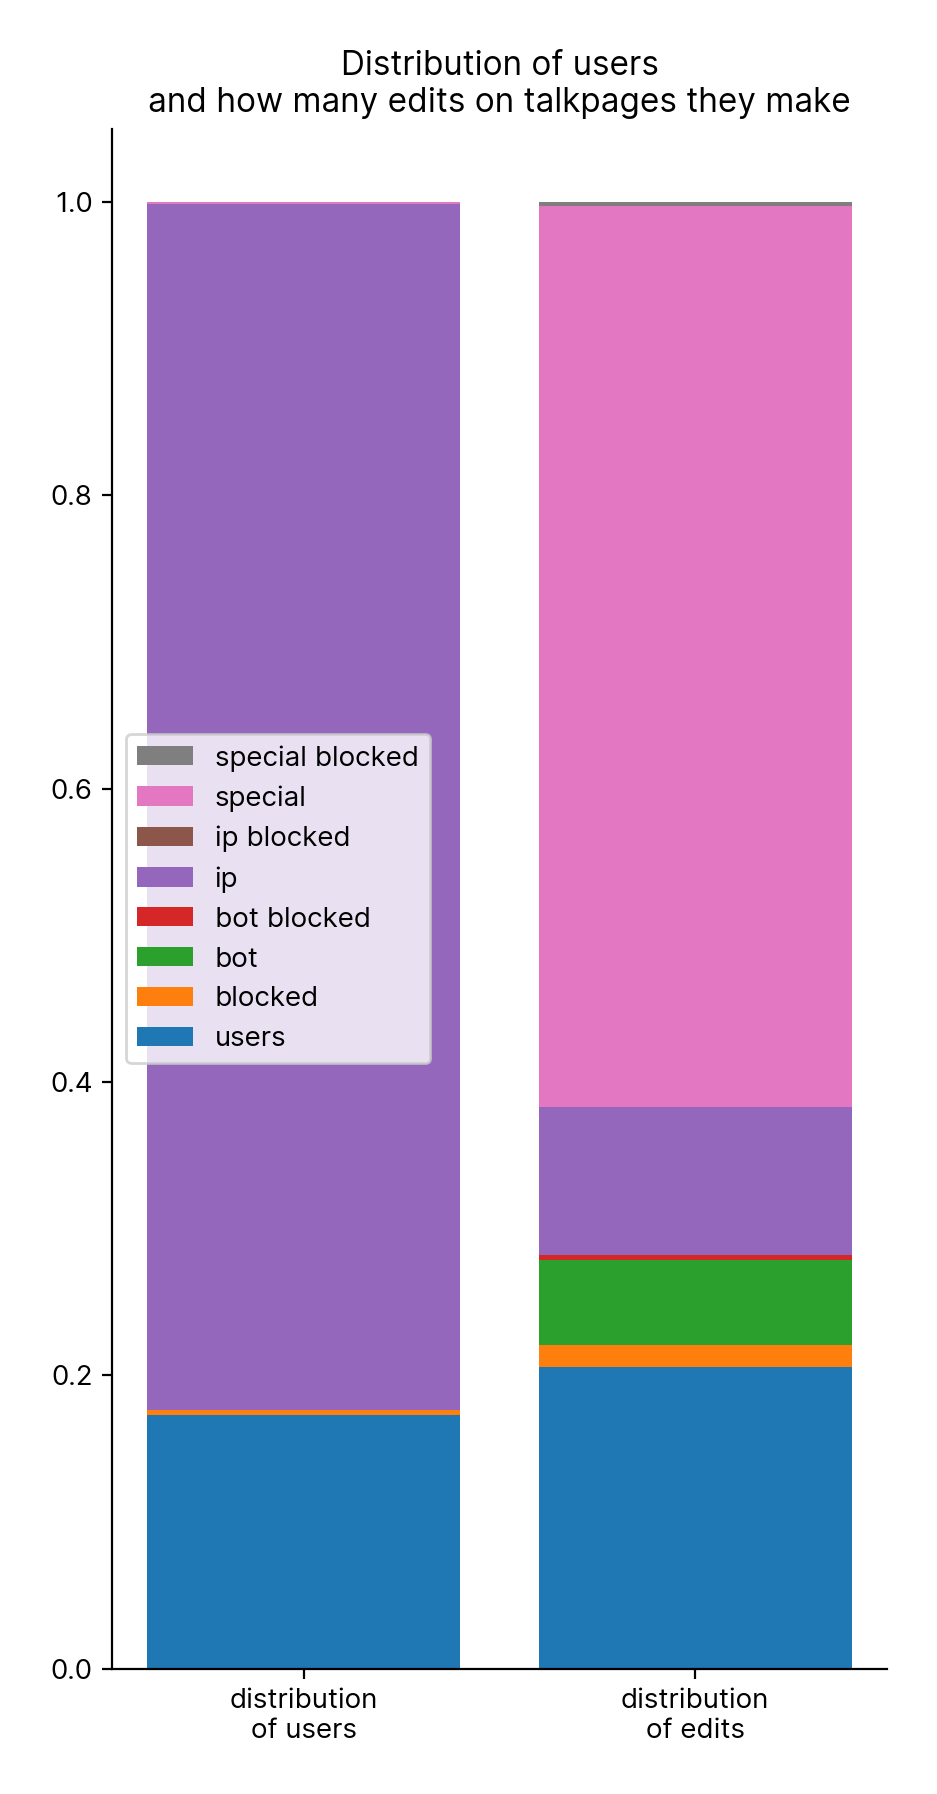 Distribution of users
and how many edits on talkpages they make
1.0
0.8
0.6
0.4
0.2
0.0
special blocked
special
ip blocked
ip
bot blocked
bot
blocked
users
distribution
of users
distribution
of edits